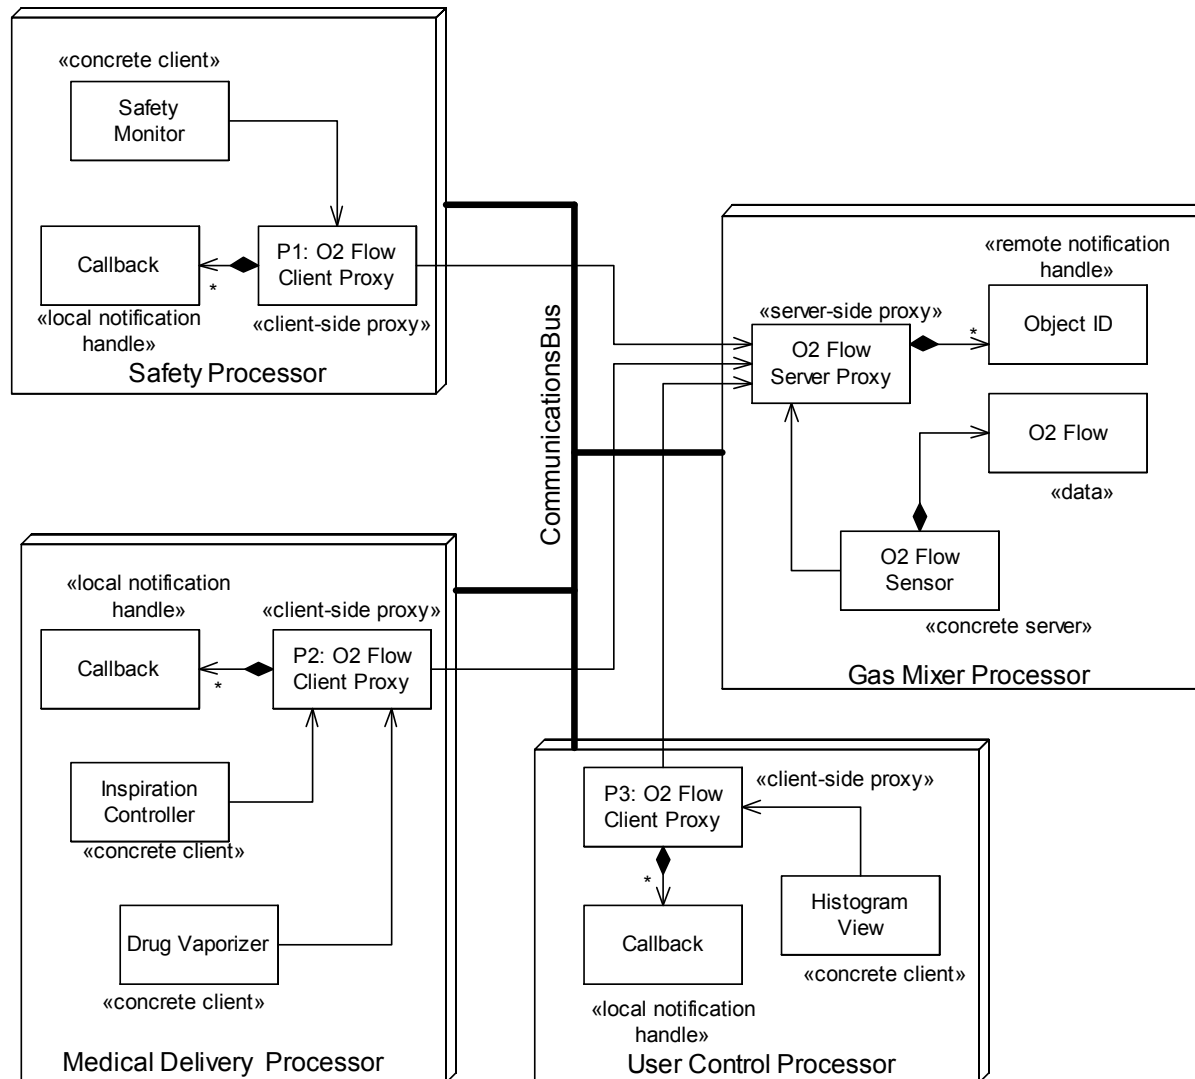 «concrete client»
Safety
Monitor
Callback
*
P1: O2 Flow
Client Proxy
«local notification
handle»
«client-side proxy»
Safety Processor
CommunicationsBus
«remote notification
handle»
«server-side proxy»
O2 Flow
Server Proxy
*
Object ID
O2 Flow
«data»
O2 Flow
Sensor
«concrete server»
Gas Mixer Processor
«local notification
handle»
«client-side proxy»
Callback
*
P2: O2 Flow
Client Proxy
Inspiration
Controller
«concrete client»
Drug Vaporizer
«concrete client»
Medical Delivery Processor
P3: O2 Flow
Client Proxy
«client-side proxy»
*
Callback
Histogram
View
«concrete client»
«local notification
handle»
User Control Processor